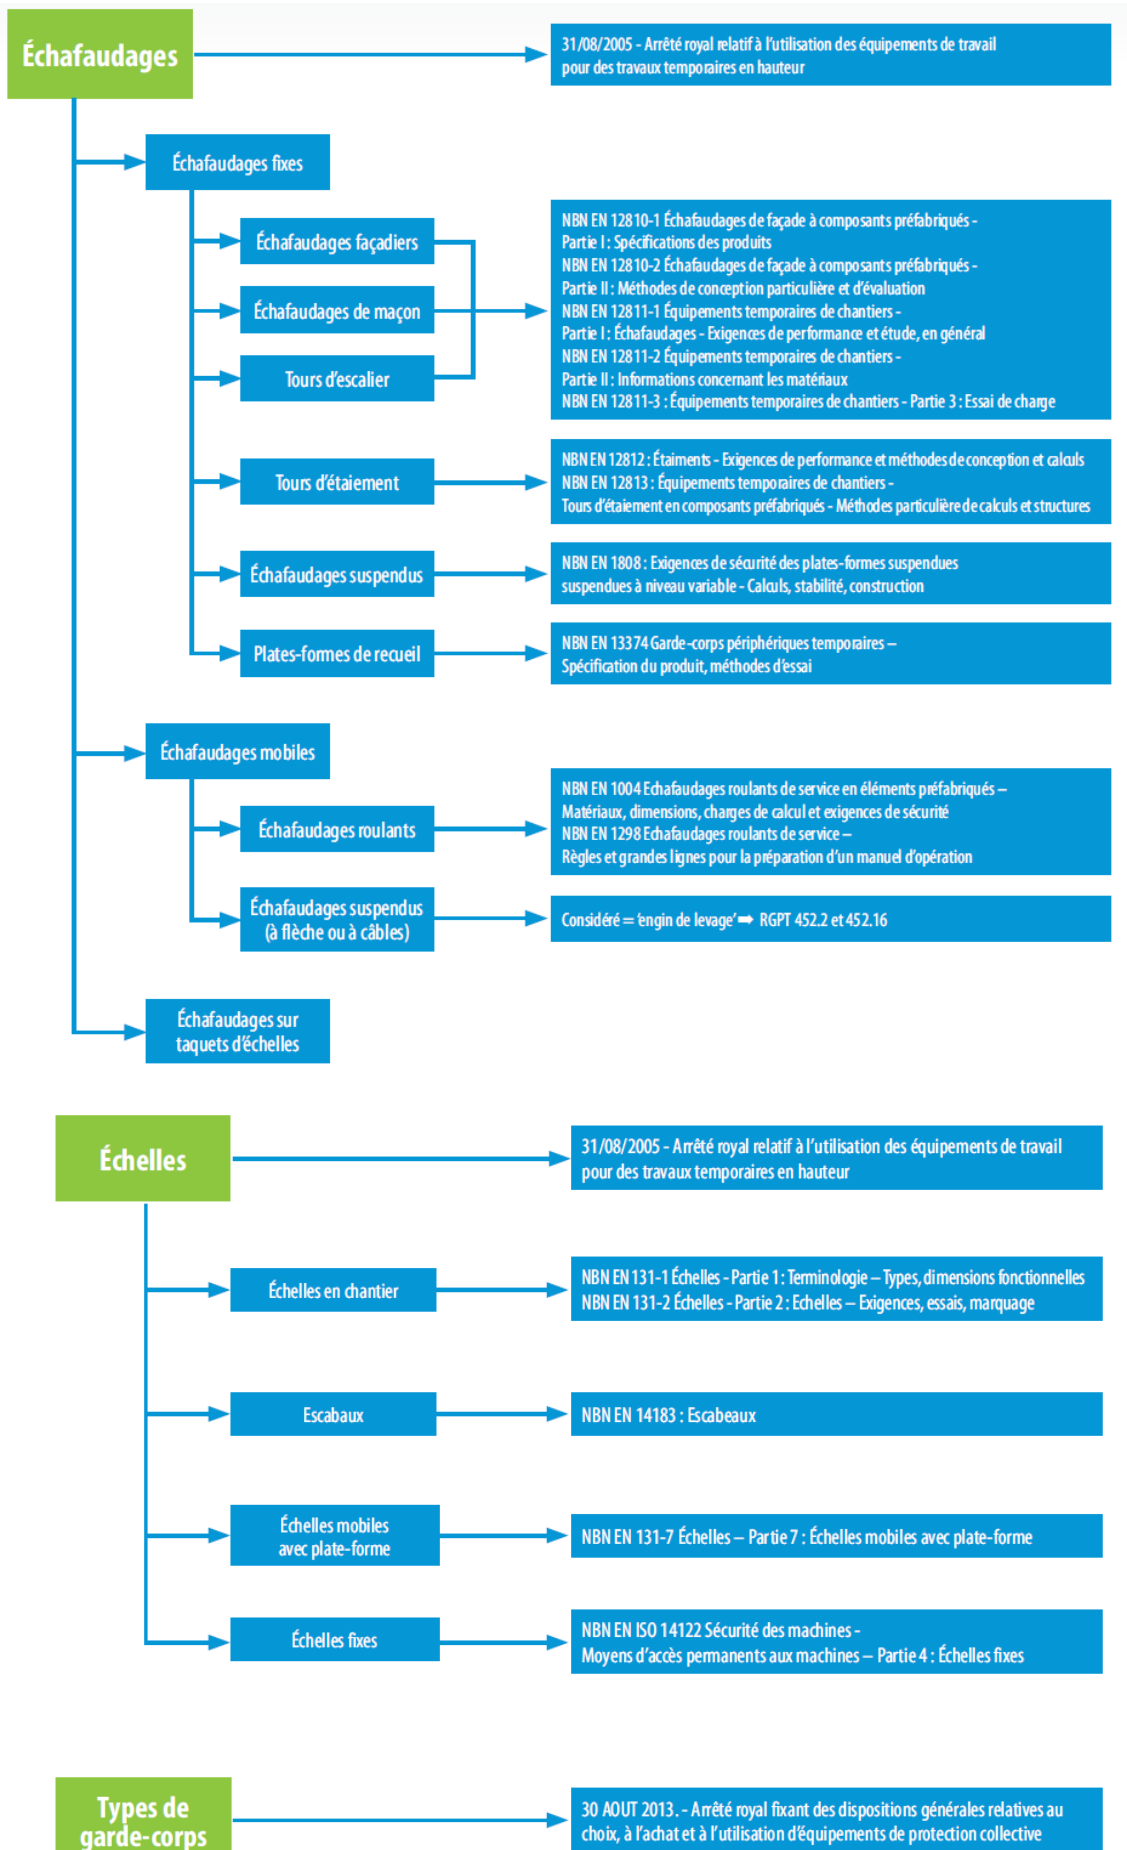 Échafaudages
31/08/2005 - Arrêté royal relatif à l'utilisation des équipements de travail
pour des travaux temporaires en hauteur
Échafaudages fixes
Échafaudages façadiers
Échafaudages de maçon
Tours d'escalier
NBN EN 12810-1 Échafaudages de façade à composants préfabriqués -
Partie I : Spécifications des produits
NBN EN 12810-2 Échafaudages de façade à composants préfabriqués -
Partie II : Méthodes de conception particulière et d'évaluation
NBN EN 12811-1 Équipements temporaires de chantiers -
Partie I : Échafaudages - Exigences de performance et étude, en général
NBN EN 12811-2 Équipements temporaires de chantiers -
Partie II : Informations concernant les matériaux
NBN EN 12811-3 : Équipements temporaires de chantiers - Partie 3 : Essai de charge
Tours d'étaiement
NBN EN 12812 : Étaiments - Exigences de performance et méthodes de conception et calculs
NBN EN 12813 : Équipements temporaires de chantiers -
Tours d'étaiement en composants préfabriqués - Méthodes particulière de calculs et structures
Échafaudages suspendus
NBN EN 1808 : Exigences de sécurité des plates-formes suspendues
suspendues à niveau variable - Calculs, stabilité, construction
Plates-formes de recueil
NBN EN 13374 Garde-corps périphériques temporaires –
Spécification du produit, méthodes d'essai
Échafaudages mobiles
Échafaudages roulants
NBN EN 1004 Echafaudages roulants de service en éléments préfabriqués –
Matériaux, dimensions, charges de calcul et exigences de sécurité
NBN EN 1298 Echafaudages roulants de service –
Règles et grandes lignes pour la préparation d'un manuel d'opération
Échafaudages suspendus
(à flèche ou à câbles)
Considéré = 'engin de levage' ➡ RGPT 452.2 et 452.16
Échafaudages sur
taquets d'échelles
Échelles
31/08/2005 - Arrêté royal relatif à l'utilisation des équipements de travail
pour des travaux temporaires en hauteur
Échelles en chantier
NBN EN 131-1 Échelles - Partie 1 : Terminologie – Types, dimensions fonctionnelles
NBN EN 131-2 Échelles - Partie 2 : Echelles – Exigences, essais, marquage
Escabaux
NBN EN 14183 : Escabeaux
Échelles mobiles
avec plate-forme
NBN EN 131-7 Échelles – Partie 7 : Échelles mobiles avec plate-forme
Échelles fixes
NBN EN ISO 14122 Sécurité des machines -
Moyens d'accès permanents aux machines – Partie 4 : Échelles fixes
Types de
garde-corps
30 AOUT 2013. - Arrêté royal fixant des dispositions générales relatives au
choix, à l'achat et à l'utilisation d'équipements de protection collective